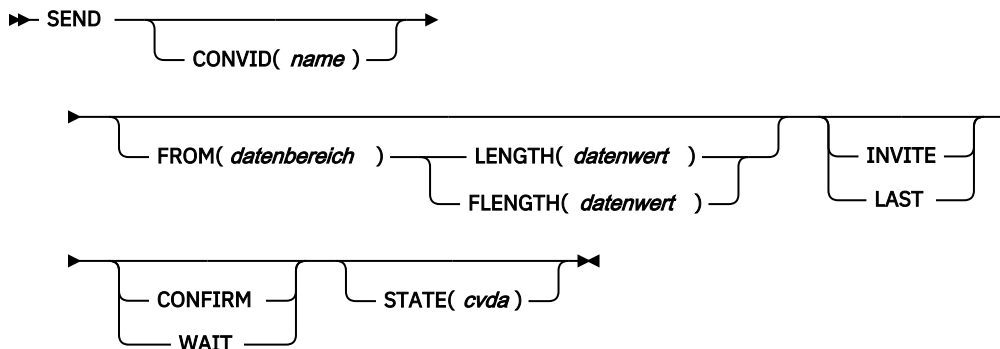 SEND
CONVID( name )
FROM( datenbereich ) LENGTH( datenwert ) INVITE
FLENGTH( datenwert ) LAST
CONFIRM STATE( cvda )
WAIT